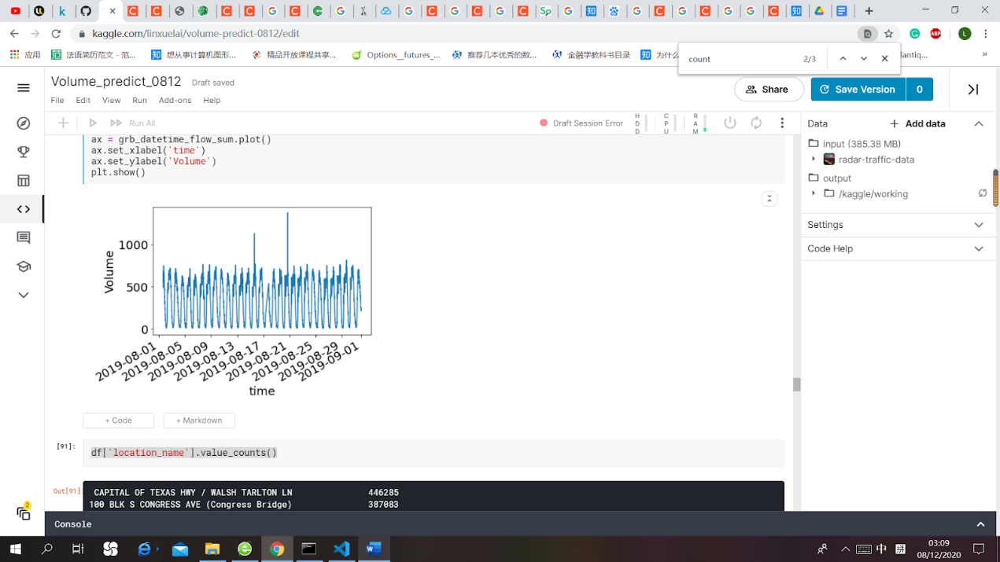 kaggle.com/linxuelai/volume-predict-0812/edit
应用
法语简历范文 - 范...
想从事计算机图形...
精品开放课程共享...
Options__futures_...
推荐几本优秀的数...
金融学教科书目录
为什么
lantiq...
»
count
2/3
Volume_predict_0812
Draft saved
File Edit View Run Add-ons Help
Share
Save Version 0
Run All
Draft Session Error
HDD
CPU
RAM
ax = grb_datetime_flow_sum.plot()
ax.set_xlabel('time')
ax.set_ylabel('Volume')
plt.show()
Volume
1000
500
0
2019-08-01
2019-08-05
2019-08-09
2019-08-13
2019-08-17
2019-08-21
2019-08-25
2019-08-29
2019-09-01
time
+ Code
+ Markdown
[91]:
df['location_name'].value_counts()
Out[91]:
CAPITAL OF TEXAS HWY / WALSH TARLTON LN 446285
100 BLK S CONGRESS AVE (Congress Bridge) 387083
Console
Data
+ Add data
input (385.38 MB)
radar-traffic-data
output
/kaggle/working
Settings
Code Help
2
中
拼
03:09
08/12/2020